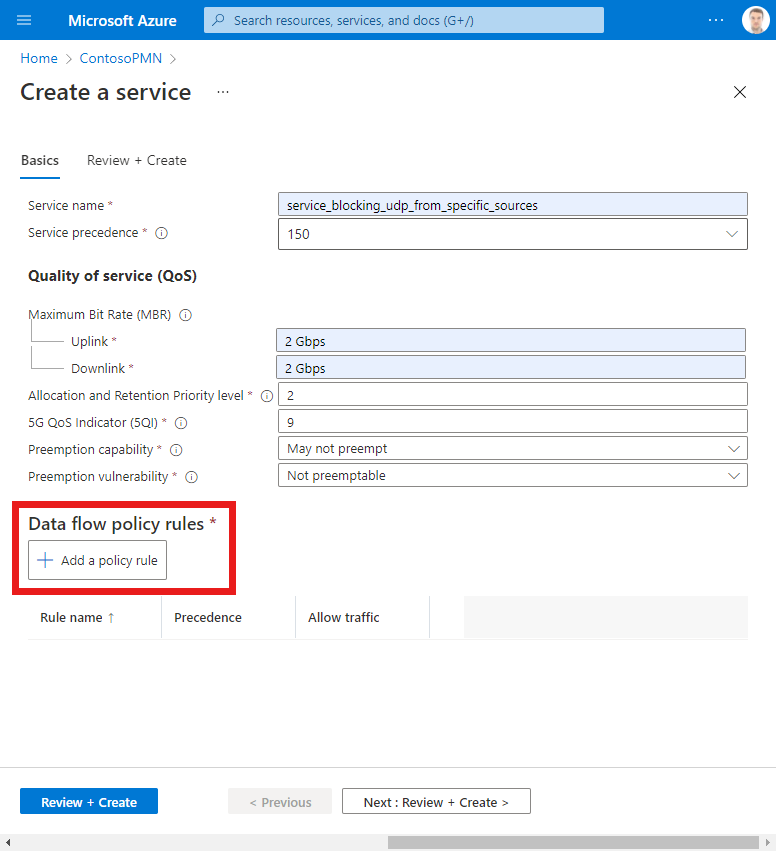 Microsoft Azure
Search resources, services, and docs (G+/)
...
Home > ContosoPMN >
Create a service ...
Basics
Review + Create
Service name *
service_blocking_udp_from_specific_sources
Service precedence *
150
Quality of service (QoS)
Maximum Bit Rate (MBR)
Uplink *
2 Gbps
Downlink *
2 Gbps
Allocation and Retention Priority level *
2
5G QoS Indicator (5QI) *
9
Preemption capability *
May not preempt
Preemption vulnerability *
Not preemptable
Data flow policy rules *
+ Add a policy rule
Rule name ↑
Precedence
Allow traffic
Review + Create
< Previous
Next : Review + Create >